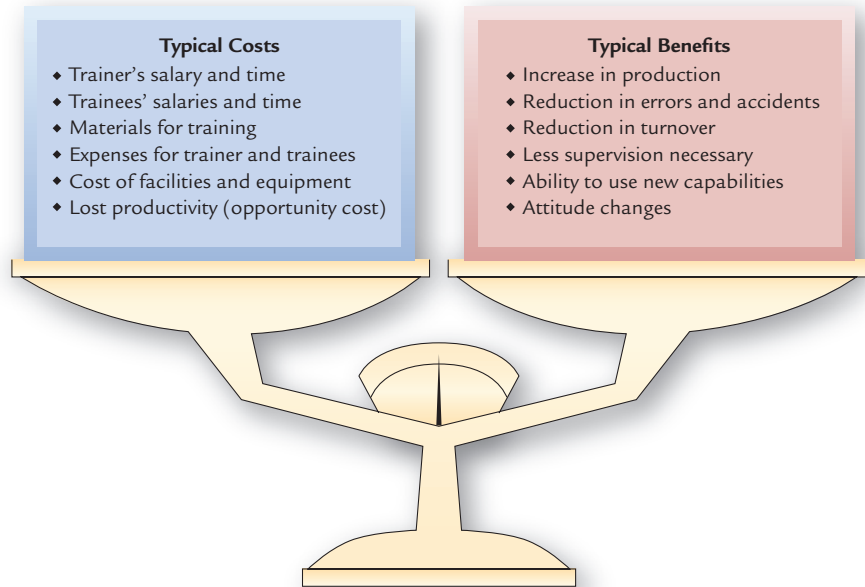 Typical Costs
◆ Trainer’s salary and time
◆ Trainees’ salaries and time
◆ Materials for training
◆ Expenses for trainer and trainees
◆ Cost of facilities and equipment
◆ Lost productivity (opportunity cost)
Typical Benefits
◆ Increase in production
◆ Reduction in errors and accidents
◆ Reduction in turnover
◆ Less supervision necessary
◆ Ability to use new capabilities
◆ Attitude changes